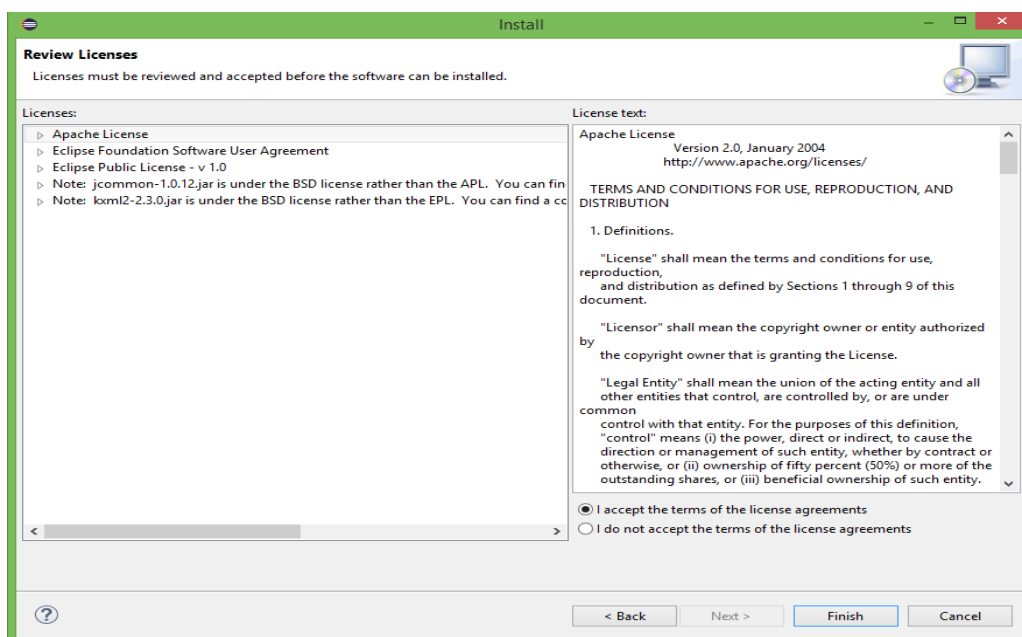 Install
Review Licenses
Licenses must be reviewed and accepted before the software can be installed.
Licenses:
Apache License
Eclipse Foundation Software User Agreement
Eclipse Public License - v 1.0
Note: jcommon-1.0.12.jar is under the BSD license rather than the APL. You can fin
Note: kxml2-2.3.0.jar is under the BSD license rather than the EPL. You can find a cc
License text:
Apache License
Version 2.0, January 2004
http://www.apache.org/licenses/
TERMS AND CONDITIONS FOR USE, REPRODUCTION, AND
DISTRIBUTION
1. Definitions.
"License" shall mean the terms and conditions for use,
reproduction,
and distribution as defined by Sections 1 through 9 of this
document.
"Licensor" shall mean the copyright owner or entity authorized
by
the copyright owner that is granting the License.
"Legal Entity" shall mean the union of the acting entity and all
other entities that control, are controlled by, or are under
common
control with that entity. For the purposes of this definition,
"control" means (i) the power, direct or indirect, to cause the
direction or management of such entity, whether by contract or
otherwise, or (ii) ownership of fifty percent (50%) or more of the
outstanding shares, or (iii) beneficial ownership of such entity.
I accept the terms of the license agreements
I do not accept the terms of the license agreements
< Back
Next >
Finish
Cancel